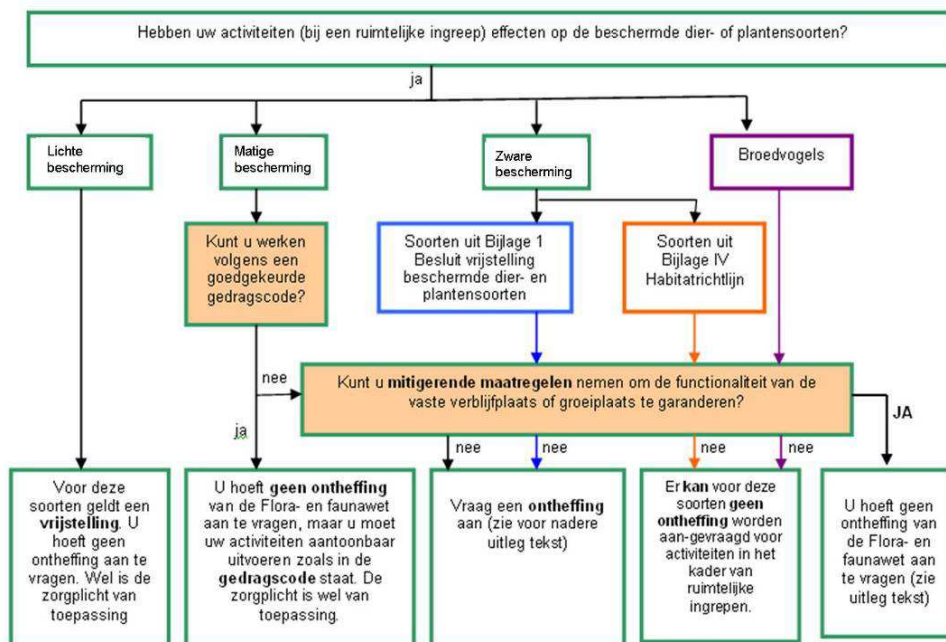 Hebben uw activiteiten (bij een ruimtelijke ingreep) effecten op de beschermde dier- of plantensoorten?
ja
Lichte
bescherming
Matige
bescherming
Zware
bescherming
Broedvogels
Kunt u werken
volgens een
goedgekeurde
gedragscode?
Soorten uit Bijlage 1
Besluit vrijstelling
beschermde dier- en
plantensoorten
Soorten uit
Bijlage IV
Habitatrichtlijn
nee
Kunt u mitigerende maatregelen nemen om de functionaliteit van de
vaste verblijfplaats of groeiplaats te garanderen?
JA
ja
nee
nee
nee
nee
Voor deze
soorten geldt een
vrijstelling. U
hoeft geen
ontheffing aan te
vragen. Wel is de
zorgplicht van
toepassing
U hoeft geen ontheffing
van de Flora- en faunawet
aan te vragen, maar u moet
uw activiteiten aantoonbaar
uitvoeren zoals in de
gedragscode staat. De
zorgplicht is wel van
toepassing.
Vraag een ontheffing
aan (zie voor nadere
uitleg tekst)
Er kan voor deze
soorten geen
ontheffing worden
aan-gevraagd voor
activiteiten in het
kader van
ruimtelijke
ingrepen.
U hoeft geen
ontheffing van
de Flora- en
faunawet aan
te vragen (zie
uitleg tekst)